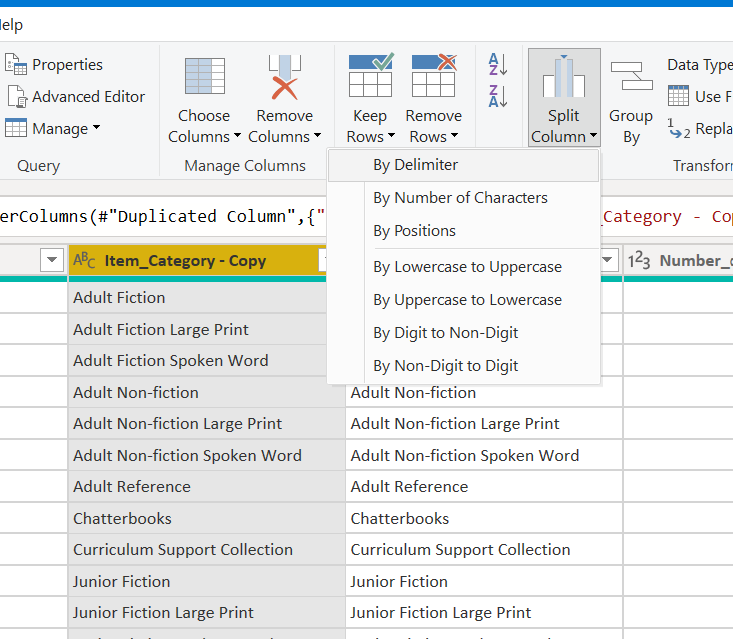 Help
Properties
Advanced Editor
Manage
Query
Choose
Columns
Remove
Columns
Manage Columns
Keep
Rows
Remove
Rows
A
Z
Z
A
Split
Column
Group
By
Data Type
Use F
1
2 Repla
Transfor
By Delimiter
By Number of Characters
By Positions
By Lowercase to Uppercase
By Uppercase to Lowercase
By Digit to Non-Digit
By Non-Digit to Digit
erColumns(#"Duplicated Column",{"
_Category - Cop
ABC Item_Category - Copy
123 Number_
Adult Fiction
Adult Fiction Large Print
Adult Fiction Spoken Word
Adult Non-fiction Adult Non-fiction
Adult Non-fiction Large Print Adult Non-fiction Large Print
Adult Non-fiction Spoken Word Adult Non-fiction Spoken Word
Adult Reference Adult Reference
Chatterbooks Chatterbooks
Curriculum Support Collection Curriculum Support Collection
Junior Fiction Junior Fiction
Junior Fiction Large Print Junior Fiction Large Print